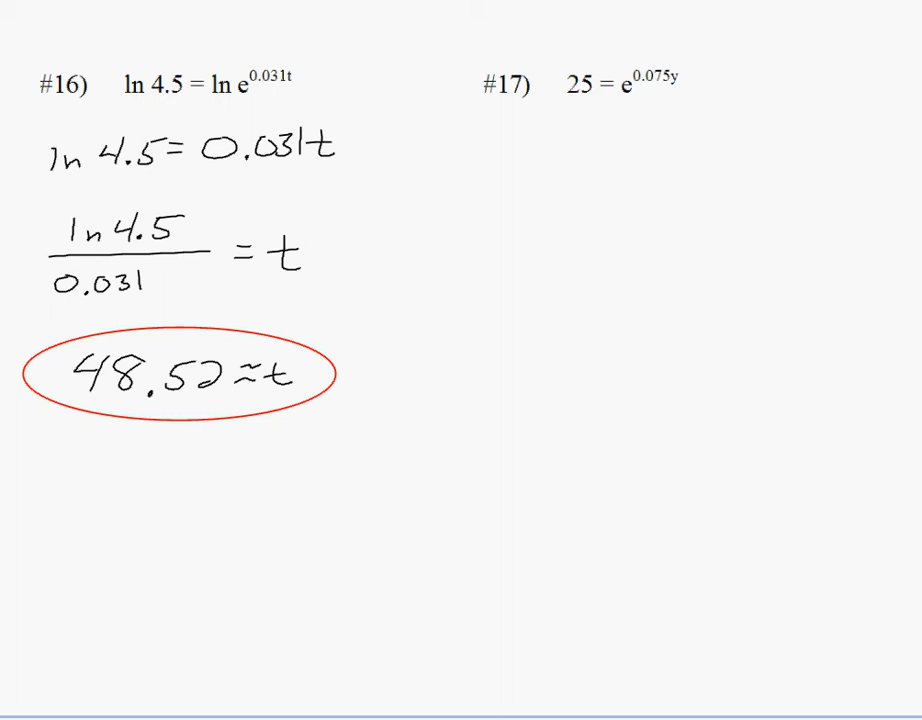 #16) ln 4.5 = ln e^0.031t
ln 4.5 = 0.031t
ln 4.5
0.031
= t
48.52 ≈ t
#17) 25 = e^0.075y